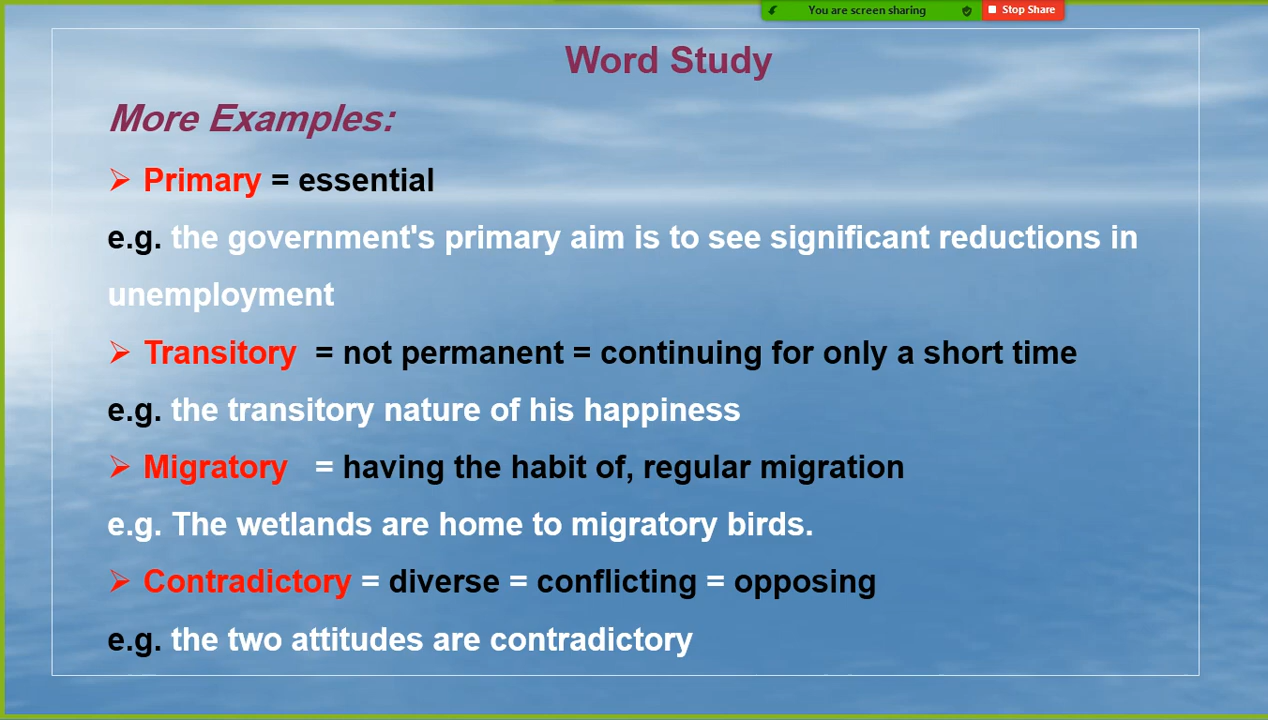 You are screen sharing
Stop Share
Word Study
More Examples:
➢ Primary = essential
e.g. the government's primary aim is to see significant reductions in
unemployment
➢ Transitory = not permanent = continuing for only a short time
e.g. the transitory nature of his happiness
➢ Migratory = having the habit of, regular migration
e.g. The wetlands are home to migratory birds.
➢ Contradictory = diverse = conflicting = opposing
e.g. the two attitudes are contradictory